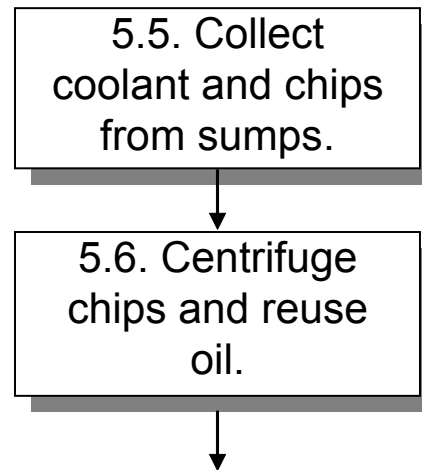 5.5. Collect
coolant and chips
from sumps.
5.6. Centrifuge
chips and reuse
oil.